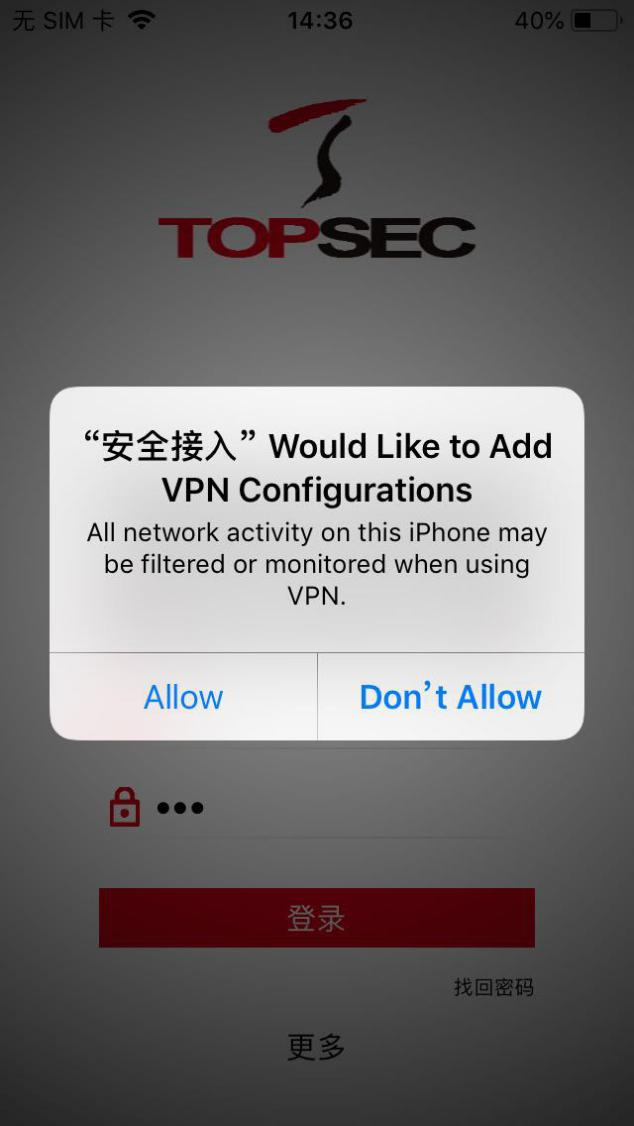 无 SIM 卡 14:36 40%
TOPSEC
“安全接入” Would Like to Add
VPN Configurations
All network activity on this iPhone may
be filtered or monitored when using
VPN.
Allow Don’t Allow
•••
登录
找回密码
更多